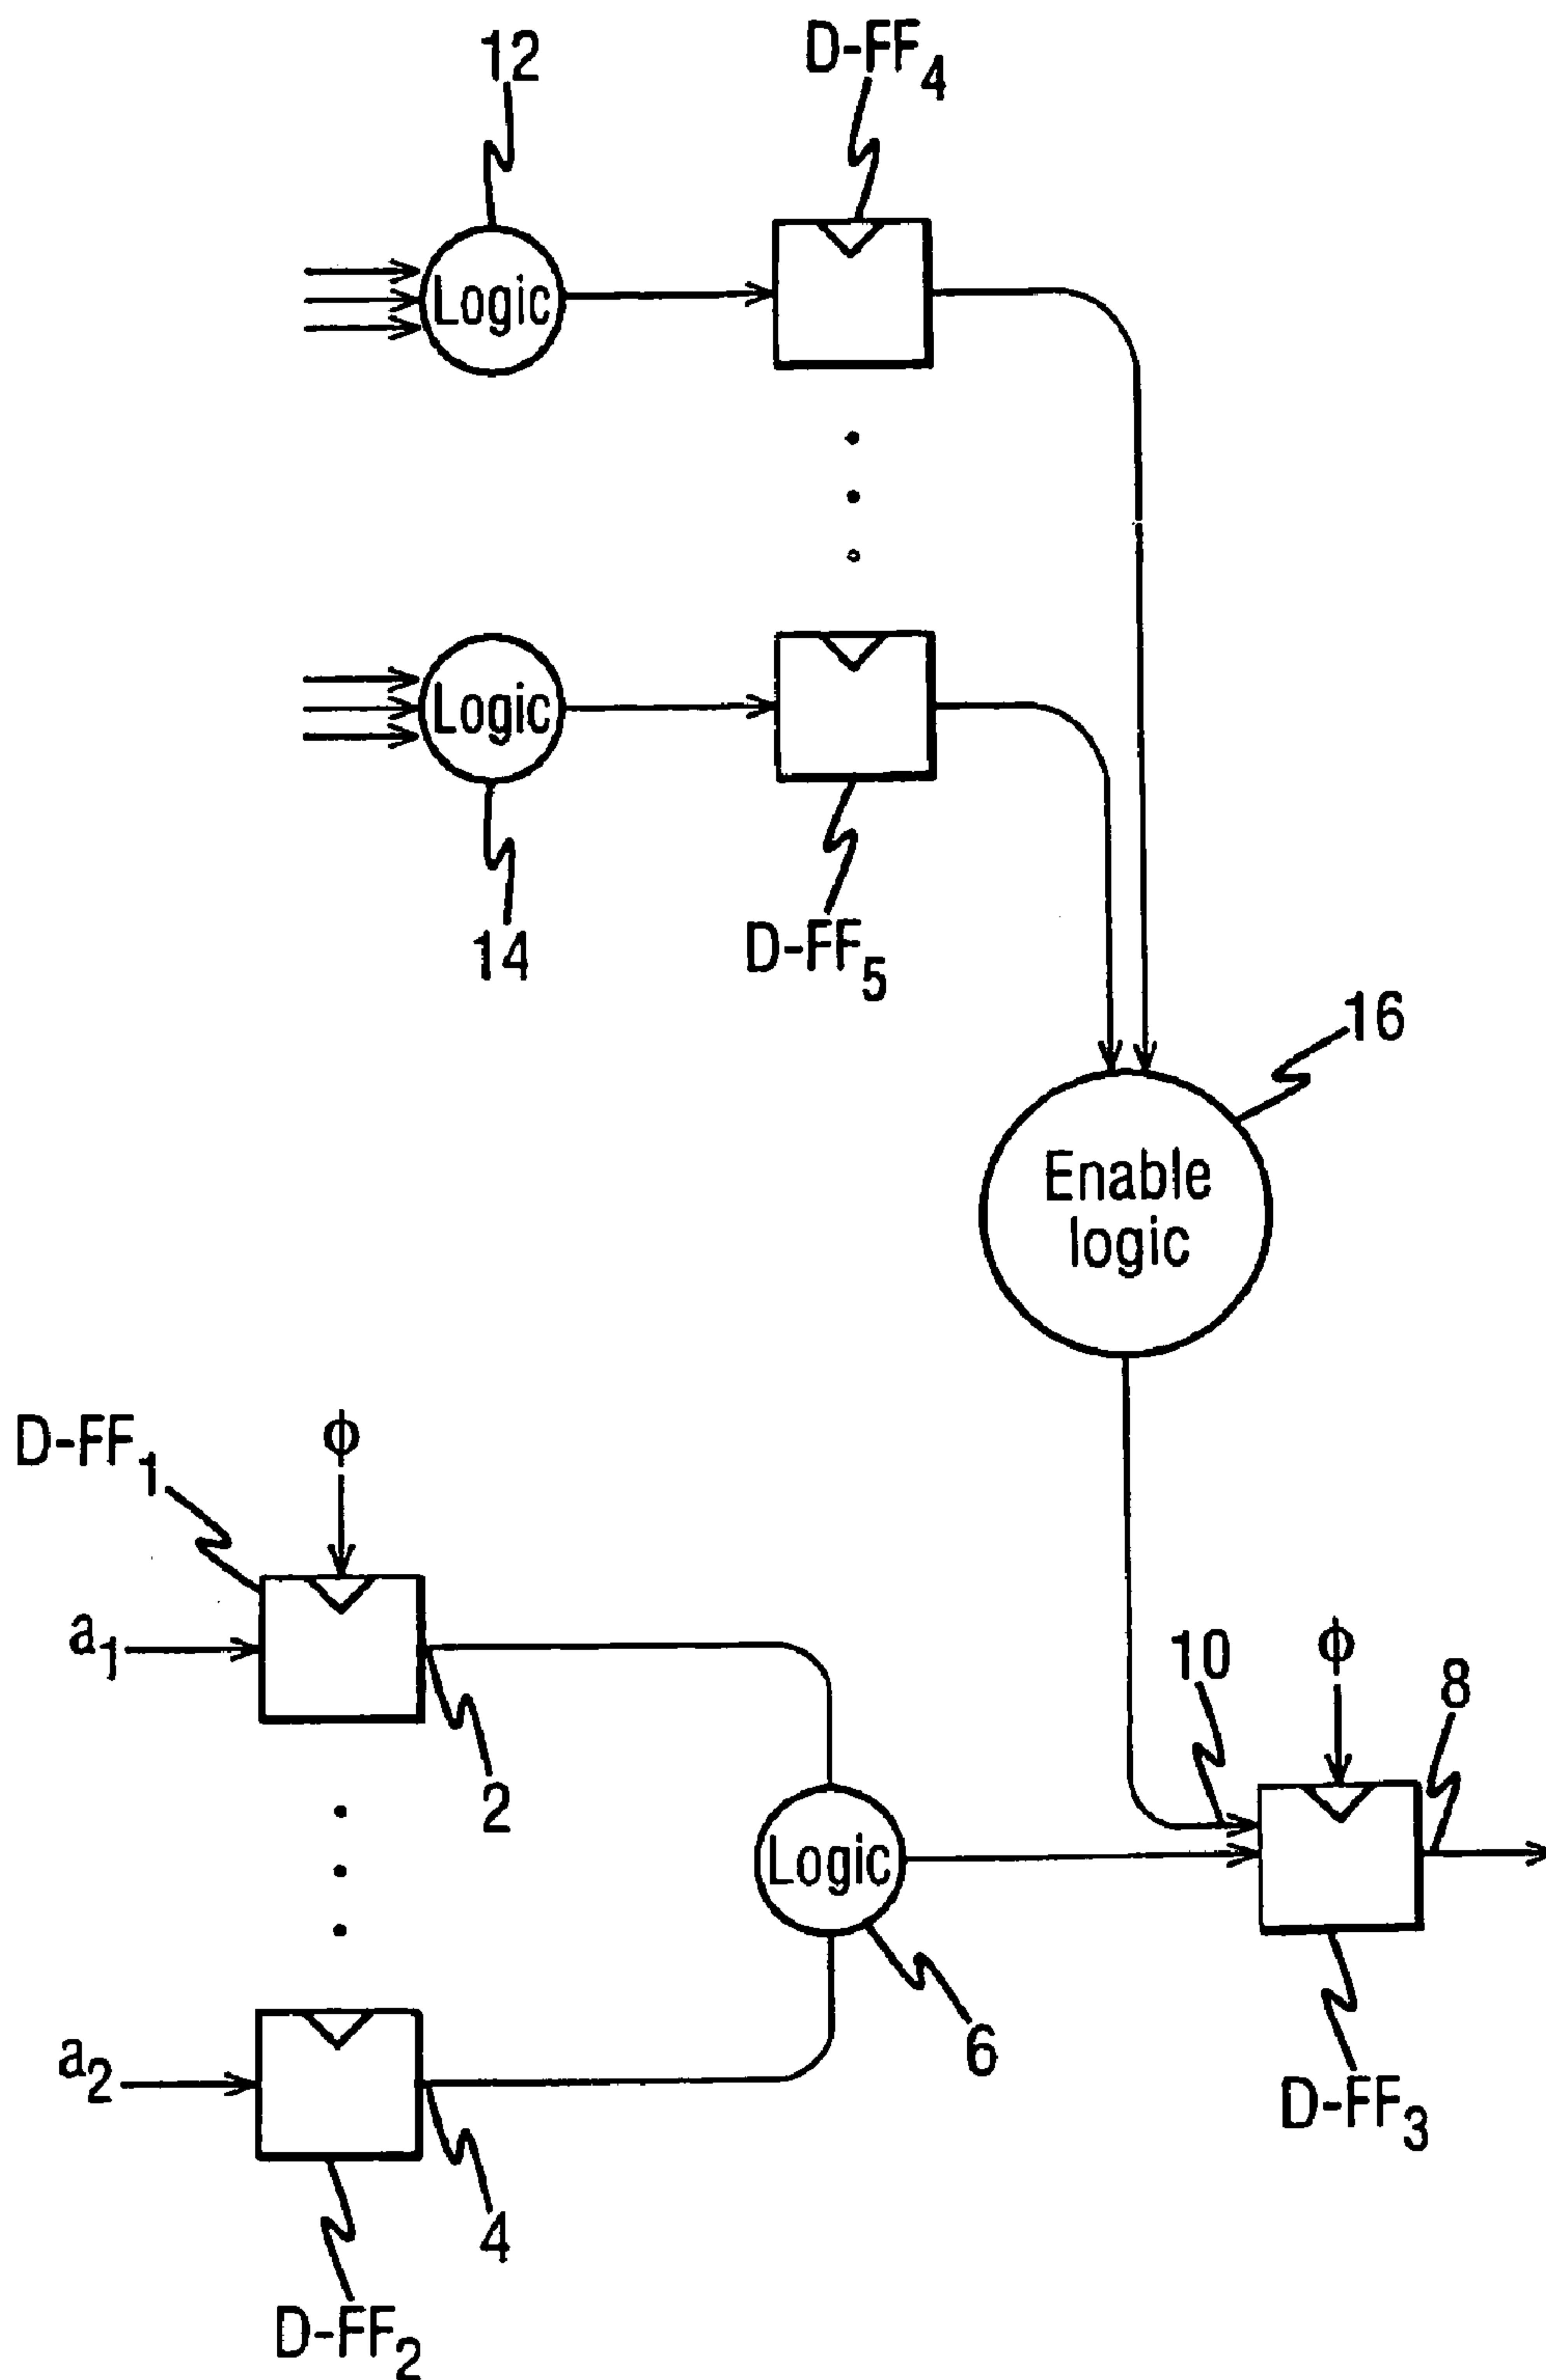 12
D-FF4
Logic
Logic
14
D-FF5
16
Enable
logic
D-FF1
ϕ
a1
2
10
ϕ
8
Logic
6
a2
4
D-FF3
D-FF2